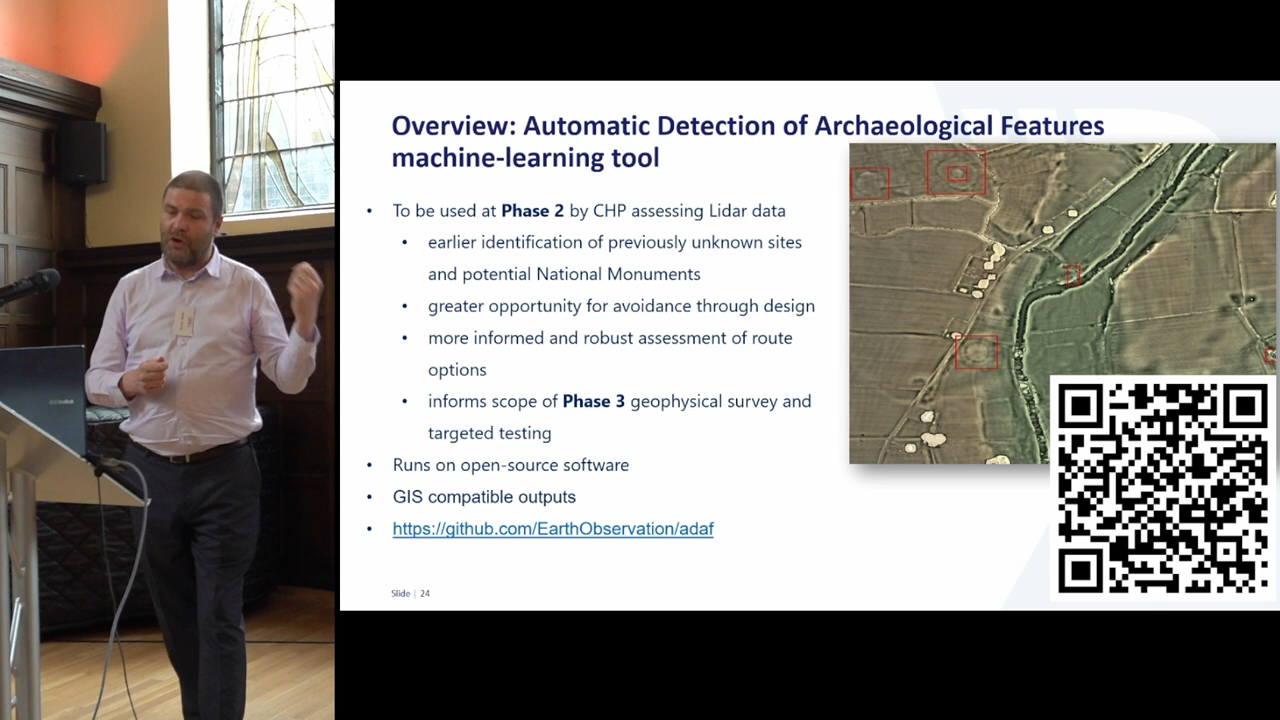 Overview: Automatic Detection of Archaeological Features
machine-learning tool
• To be used at Phase 2 by CHP assessing Lidar data
• earlier identification of previously unknown sites
and potential National Monuments
• greater opportunity for avoidance through design
• more informed and robust assessment of route
options
• informs scope of Phase 3 geophysical survey and
targeted testing
• Runs on open-source software
• GIS compatible outputs
• https://github.com/EarthObservation/adaf
Slide | 24